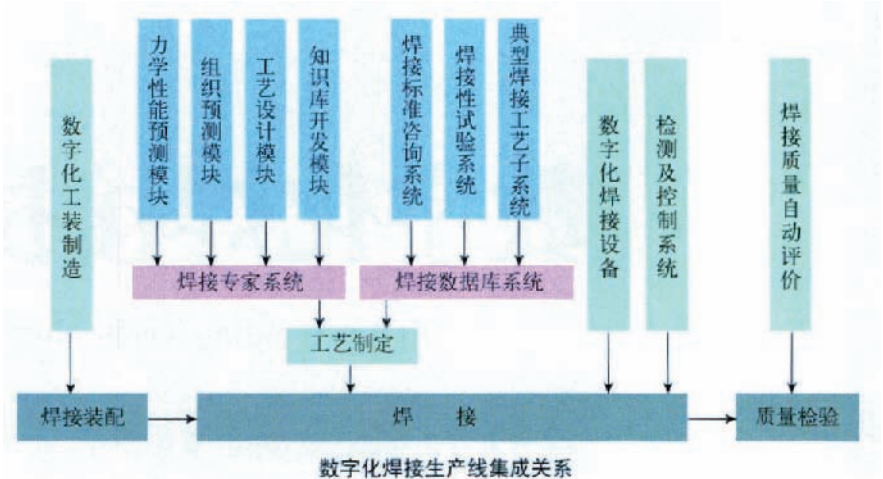 数字化工装制造
力学性能预测模块
组织预测模块
工艺设计模块
知识库开发模块
焊接标准咨询系统
焊接性试验系统
典型焊接工艺子系统
数字化焊接设备
检测及控制系统
焊接质量自动评价
焊接专家系统
焊接数据库系统
工艺制定
焊接装配
焊 接
质量检验
数字化焊接生产线集成关系